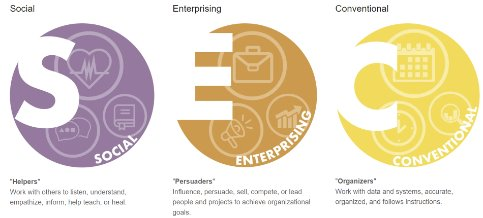 Social
Enterprising
Conventional
S
E
C
SOCIAL
ENTERPRISING
CONVENTIONAL
"Helpers"
Work with others to listen, understand,
empathize, inform, help teach, or heal.
"Persuaders"
Influence, persuade, sell, compete, or lead
people and projects to achieve organizational
goals.
"Organizers"
Work with data and systems, accurate,
organized, and follows instructions.